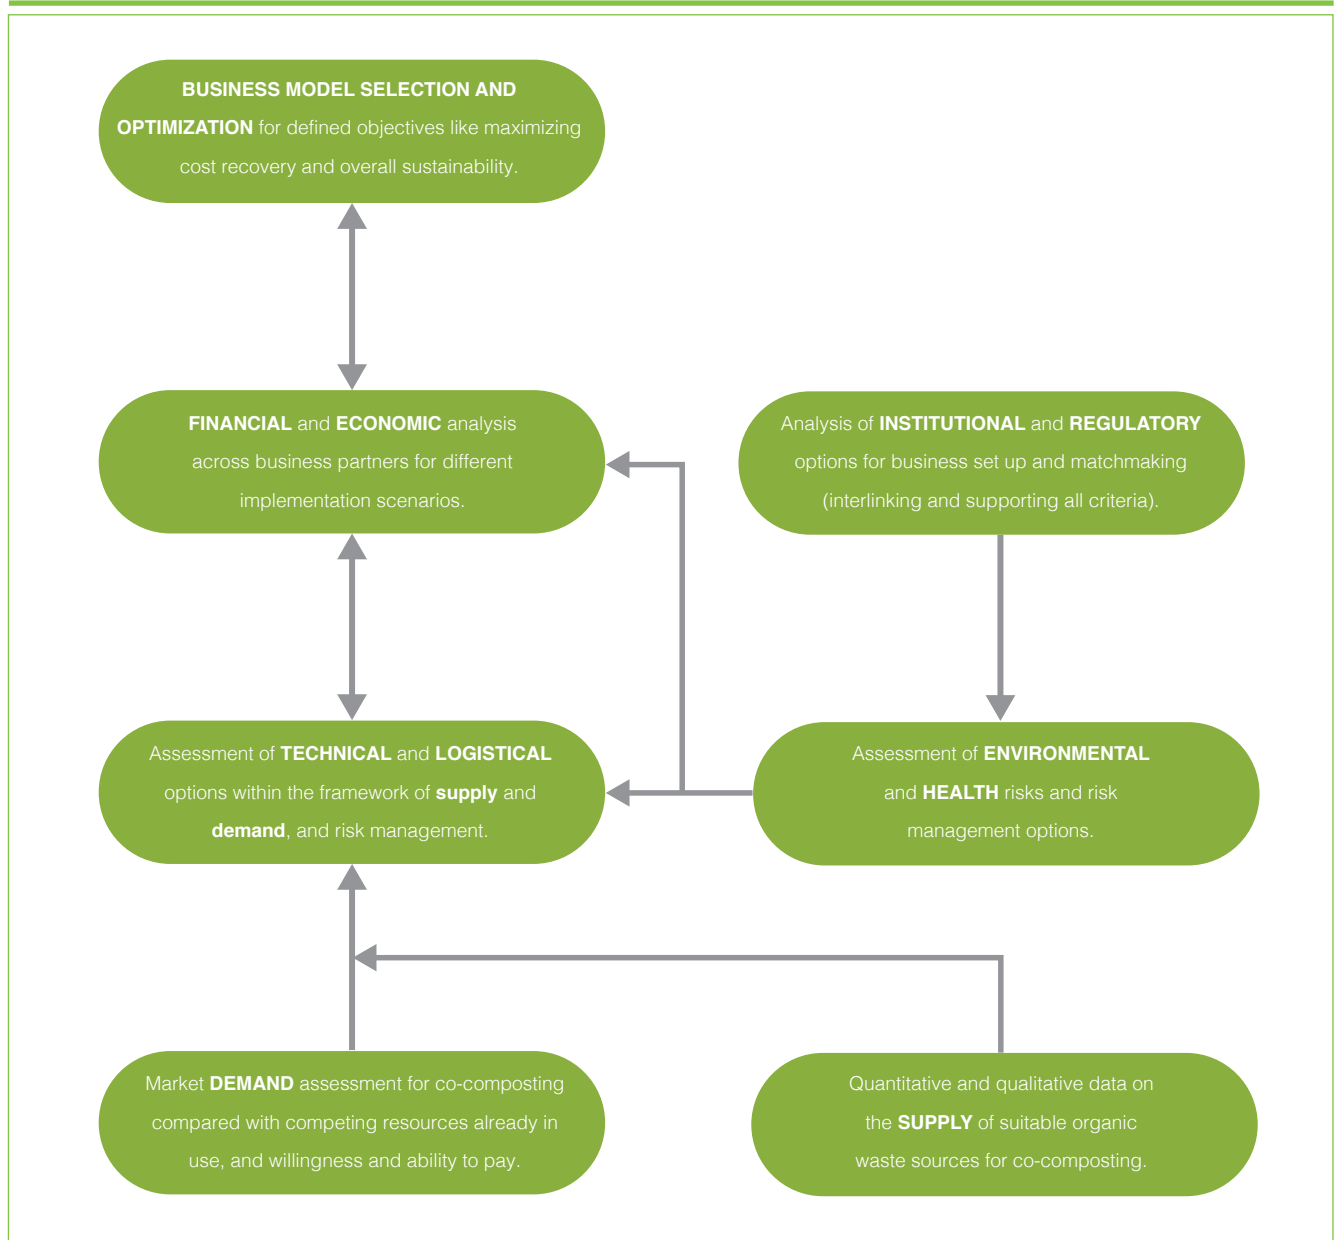 BUSINESS MODEL SELECTION AND
OPTIMIZATION for defined objectives like maximizing
cost recovery and overall sustainability.
FINANCIAL and ECONOMIC analysis
across business partners for different
implementation scenarios.
Analysis of INSTITUTIONAL and REGULATORY
options for business set up and matchmaking
(interlinking and supporting all criteria).
Assessment of TECHNICAL and LOGISTICAL
options within the framework of supply and
demand, and risk management.
Assessment of ENVIRONMENTAL
and HEALTH risks and risk
management options.
Market DEMAND assessment for co-composting
compared with competing resources already in
use, and willingness and ability to pay.
Quantitative and qualitative data on
the SUPPLY of suitable organic
waste sources for co-composting.